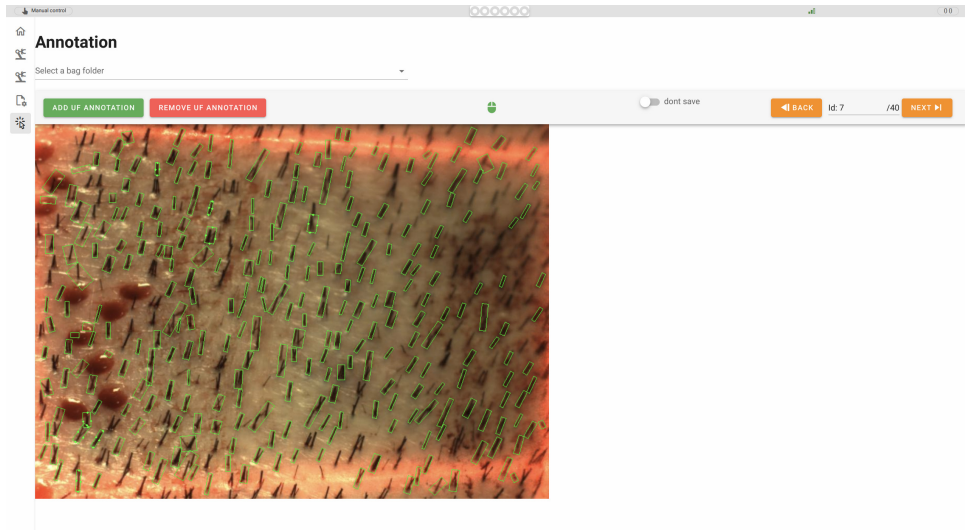 Manual control
00
Annotation
Select a bag folder
ADD UF ANNOTATION
REMOVE UF ANNOTATION
dont save
BACK
Id: 7
/40
NEXT